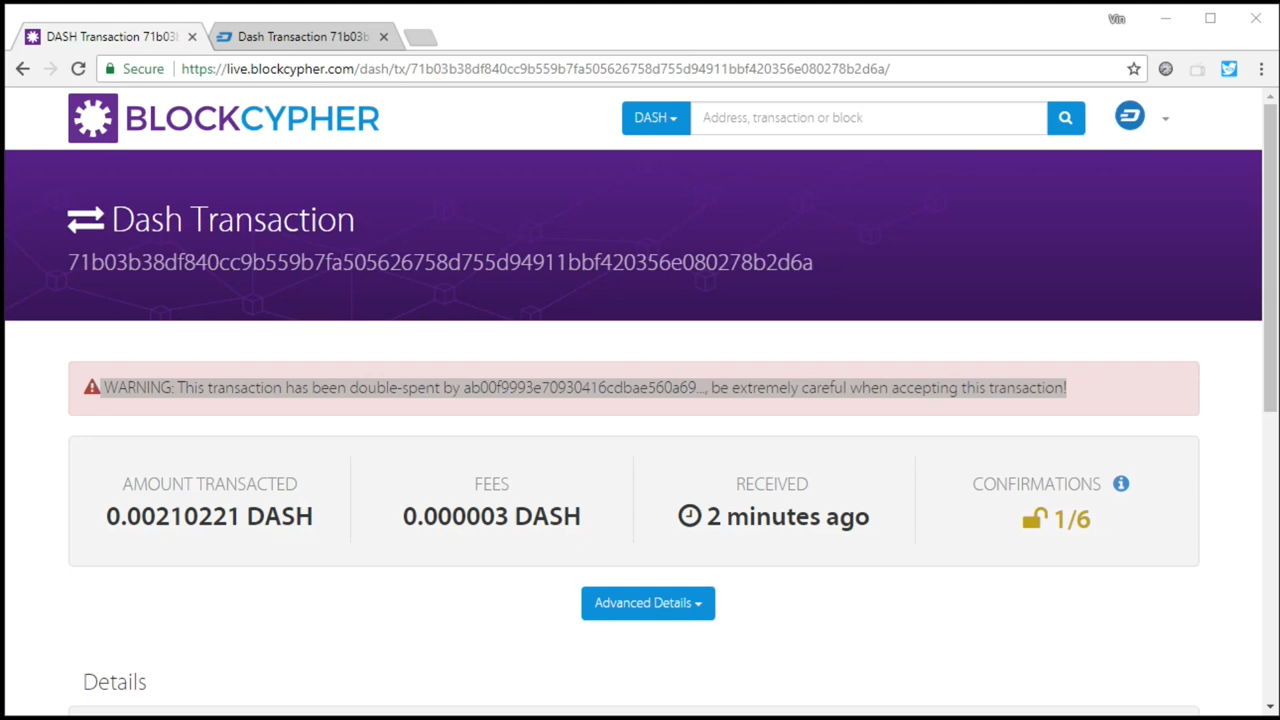 Vin
DASH Transaction 71b03
Dash Transaction 71b03b
Secure https://live.blockcypher.com/dash/tx/71b03b38df840cc9b559b7fa505626758d755d94911bbf420356e080278b2d6a/
BLOCKCYPHER
DASH
Address, transaction or block
Dash Transaction
71b03b38df840cc9b559b7fa505626758d755d94911bbf420356e080278b2d6a
WARNING: This transaction has been double-spent by ab00f9993e70930416cdbae560a69..., be extremely careful when accepting this transaction!
AMOUNT TRANSACTED
0.00210221 DASH
FEES
0.000003 DASH
RECEIVED
2 minutes ago
CONFIRMATIONS
1/6
Advanced Details
Details